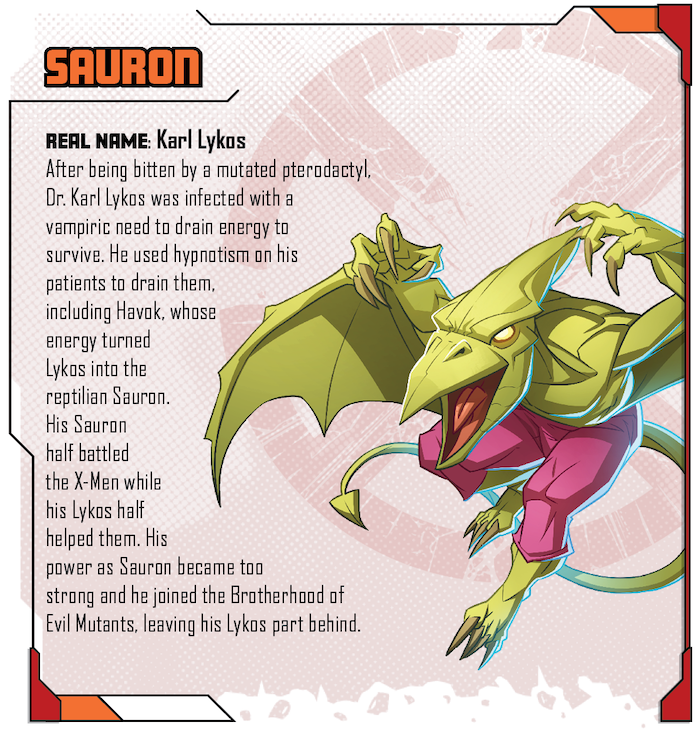 SAURON
REAL NAME: Karl Lykos
After being bitten by a mutated pterodactyl,
Dr. Karl Lykos was infected with a
vampiric need to drain energy to
survive. He used hypnotism on his
patients to drain them,
including Havok, whose
energy turned
Lykos into the
reptilian Sauron.
His Sauron
half battled
the X-Men while
his Lykos half
helped them. His
power as Sauron became too
strong and he joined the Brotherhood of
Evil Mutants, leaving his Lykos part behind.